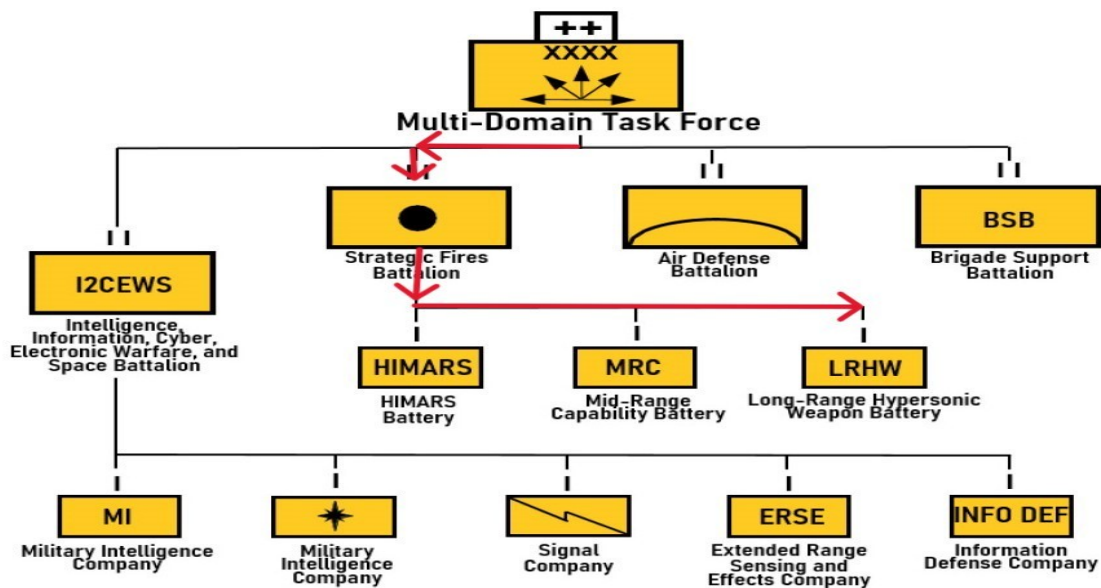 ++
XXXX
Multi-Domain Task Force
I I
I I
I I
I I
BSB
Strategic Fires
Battalion
Air Defense
Battalion
Brigade Support
Battalion
I2CEWS
Intelligence,
Information, Cyber,
Electronic Warfare, and
Space Battalion
I
I
I
HIMARS
MRC
LRHW
HIMARS
Battery
Mid-Range
Capability Battery
Long-Range Hypersonic
Weapon Battery
I
I
I
I
I
MI
ERSE
INFO DEF
Military Intelligence
Company
Military
Intelligence
Company
Signal
Company
Extended Range
Sensing and
Effects Company
Information
Defense Company